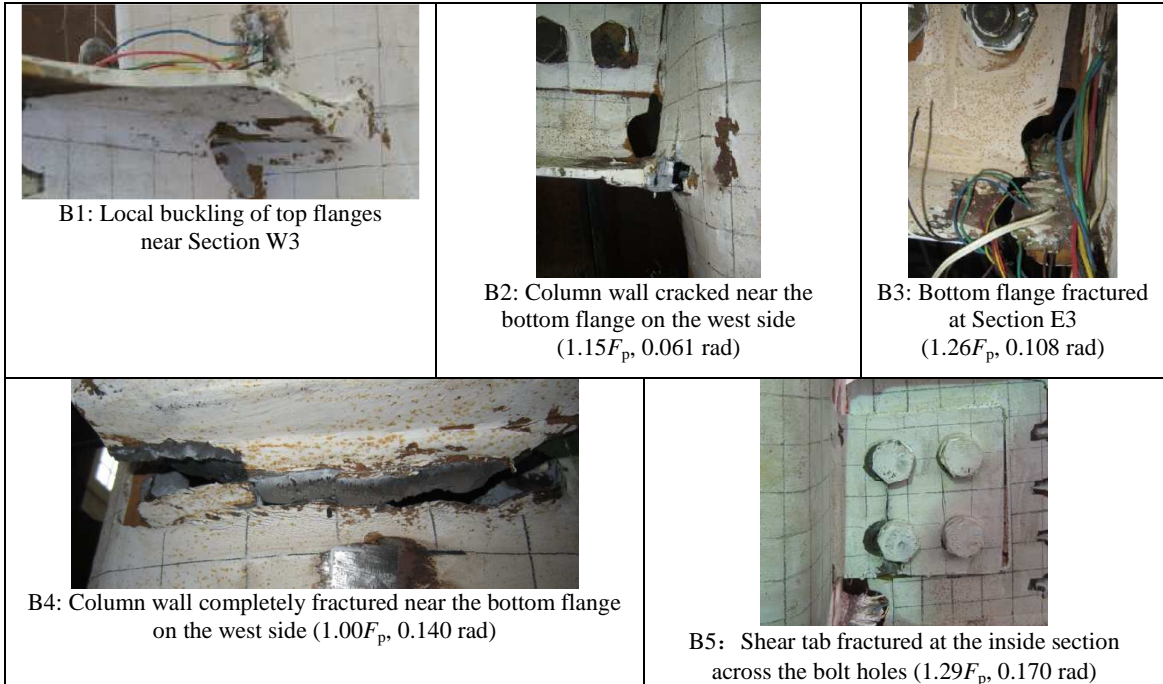 B1: Local buckling of top flanges
near Section W3
B2: Column wall cracked near the
bottom flange on the west side
(1.15Fp, 0.061 rad)
B3: Bottom flange fractured
at Section E3
(1.26Fp, 0.108 rad)
B4: Column wall completely fractured near the bottom flange
on the west side (1.00Fp, 0.140 rad)
B5： Shear tab fractured at the inside section
across the bolt holes (1.29Fp, 0.170 rad)